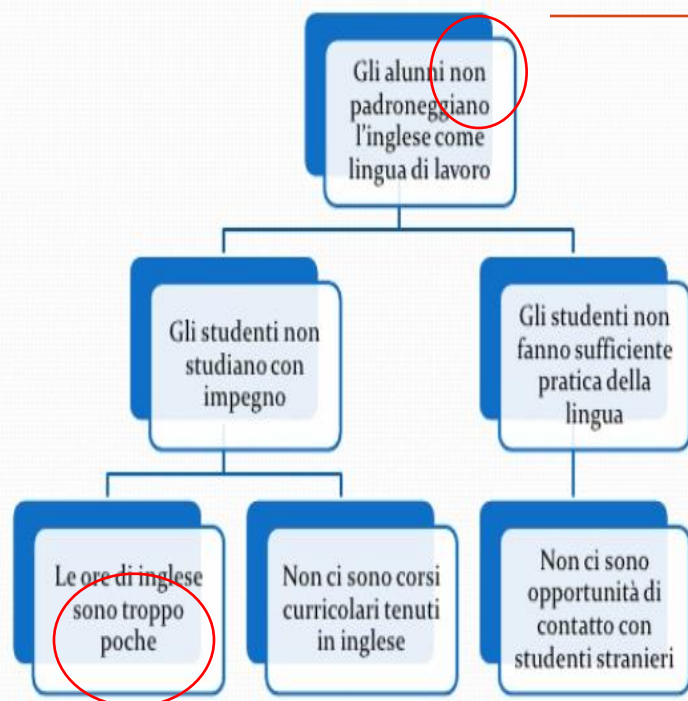 Gli alunni non
padroneggiano
l'inglese come
lingua di lavoro
Gli studenti non
studiano con
impegno
Gli studenti non
fanno sufficiente
pratica della
lingua
Le ore di inglese
sono troppo
poche
Non ci sono corsi
curricolari tenuti
in inglese
Non ci sono
opportunità di
contatto con
studenti stranieri